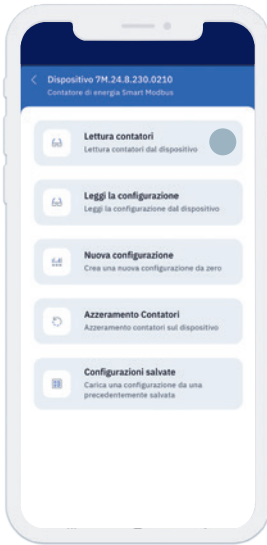 Dispositivo 7M.24.8.230.0210
Contatore di energia Smart Modbus
Lettura contatori
Lettura contatori dal dispositivo
Leggi la configurazione
Leggi la configurazione dal dispositivo
Nuova configurazione
Crea una nuova configurazione da zero
Azzeramento Contatori
Azzeramento contatori sul dispositivo
Configurazioni salvate
Carica una configurazione da una
precedentemente salvata